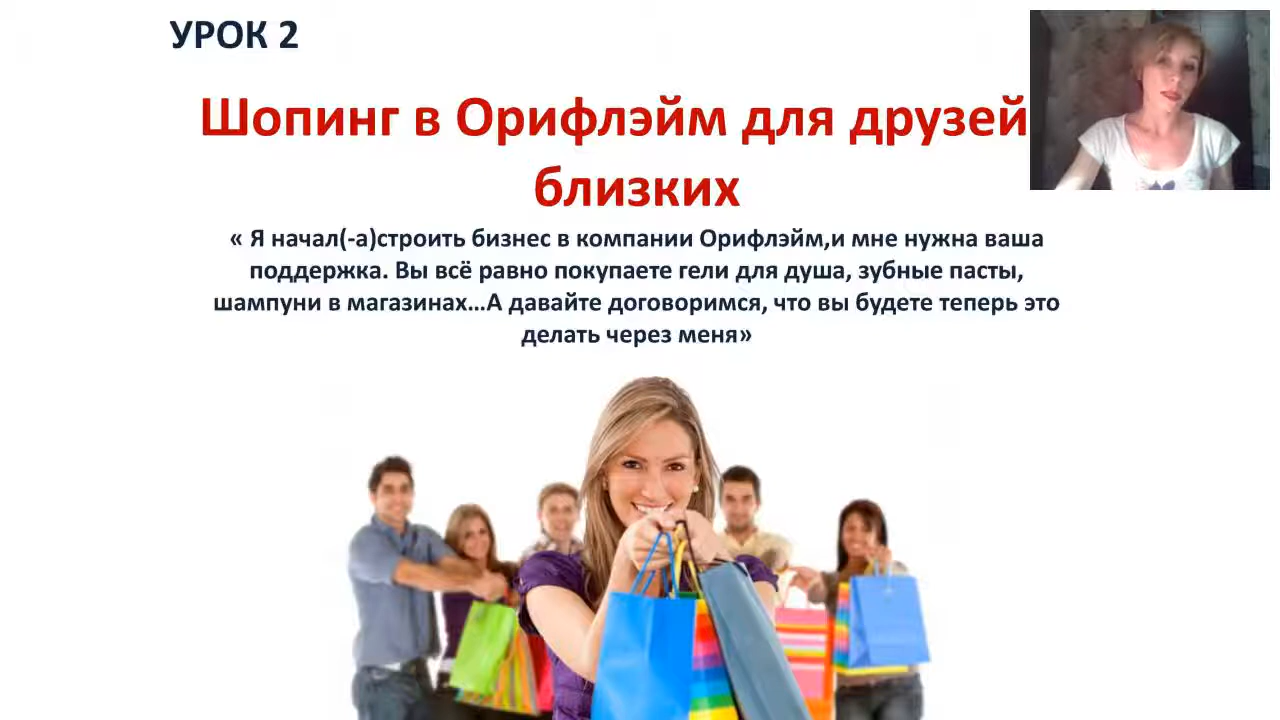 УРОК 2
Шопинг в Орифлэйм для друзей
близких
« Я начал(-а)строить бизнес в компании Орифлэйм,и мне нужна ваша
поддержка. Вы всё равно покупаете гели для душа, зубные пасты,
шампуни в магазинах…А давайте договоримся, что вы будете теперь это
делать через меня»